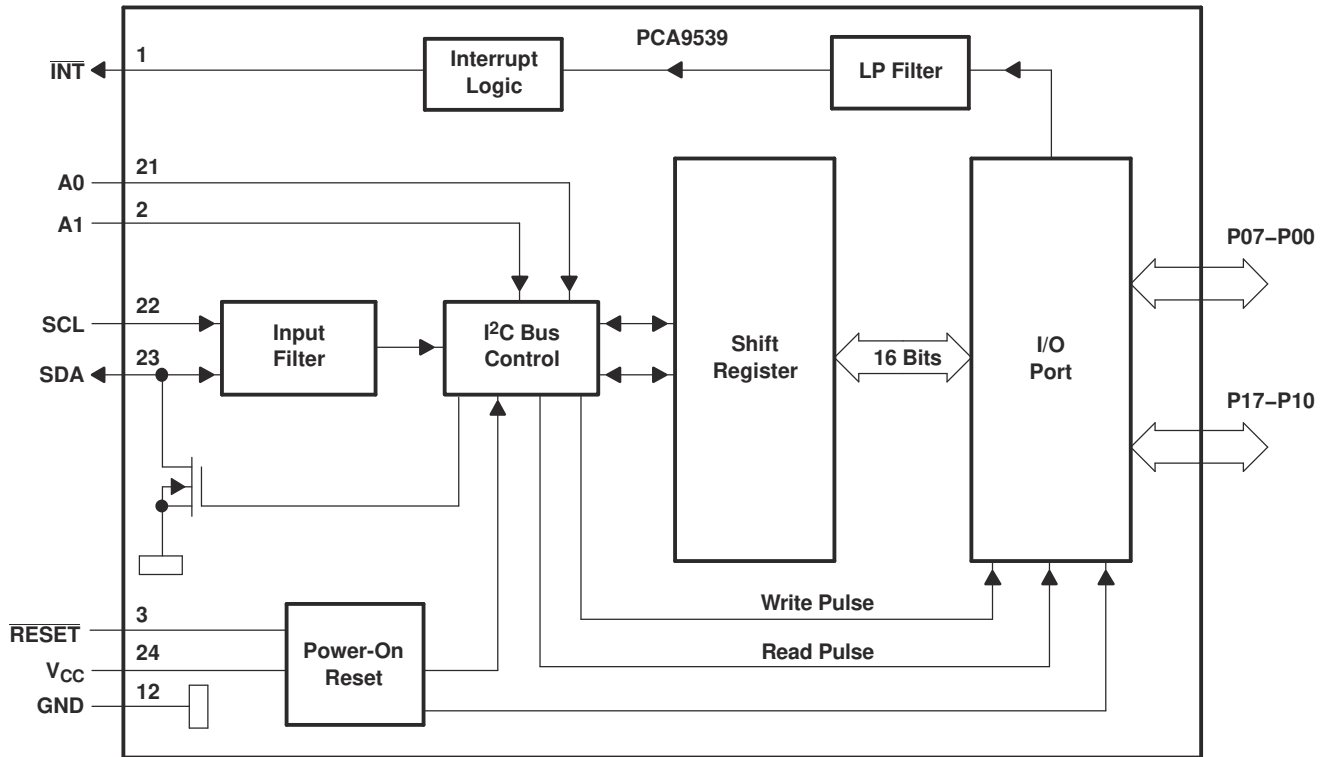 PCA9539
INT
1
Interrupt
Logic
LP Filter
A0
21
A1
2
SCL
22
SDA
23
Input
Filter
I²C Bus
Control
Shift
Register
16 Bits
I/O
Port
P07–P00
P17–P10
Write Pulse
Read Pulse
RESET
3
VCC
24
GND
12
Power-On
Reset